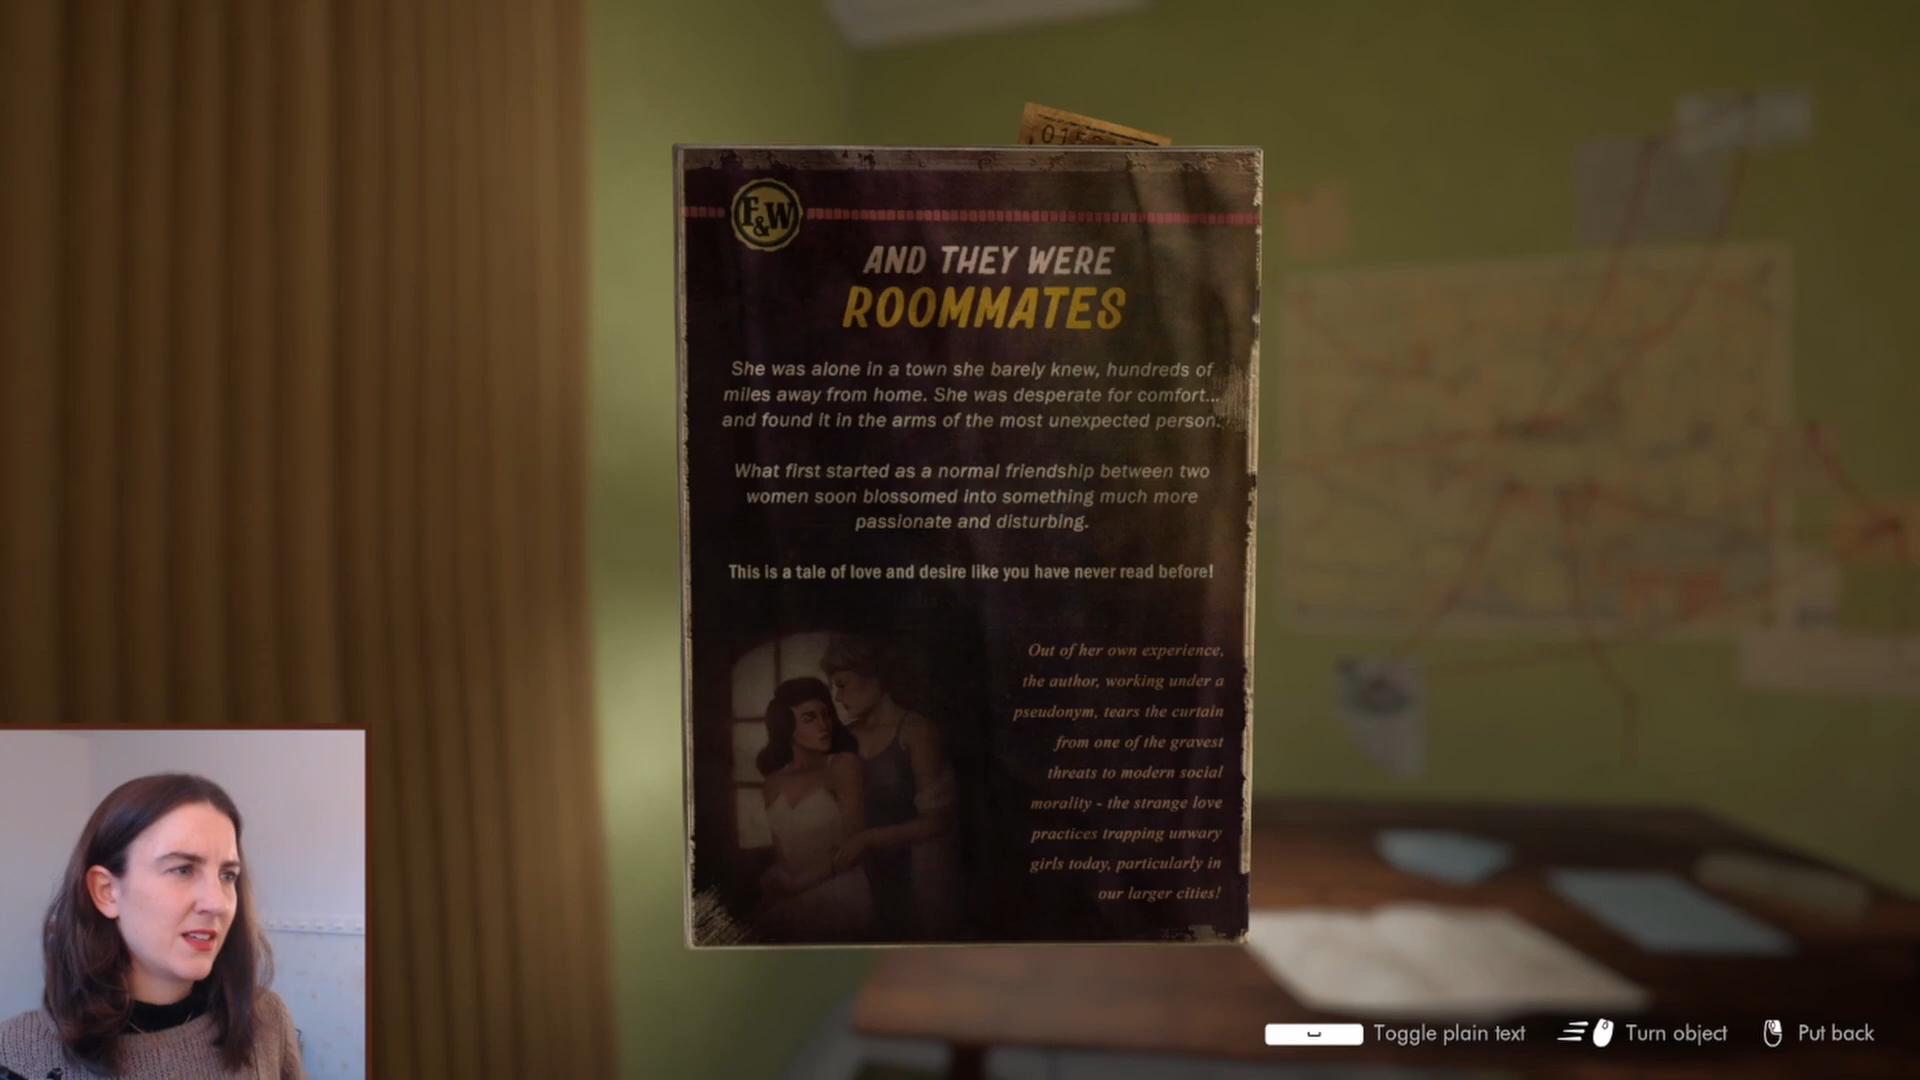 015
F&W
AND THEY WERE
ROOMMATES
She was alone in a town she barely knew, hundreds of
miles away from home. She was desperate for comfort...
and found it in the arms of the most unexpected person.
What first started as a normal friendship between two
women soon blossomed into something much more
passionate and disturbing.
This is a tale of love and desire like you have never read before!
Out of her own experience,
the author, working under a
pseudonym, tears the curtain
from one of the gravest
threats to modern social
morality - the strange love
practices trapping unwary
girls today, particularly in
our larger cities!
Toggle plain text
Turn object
Put back